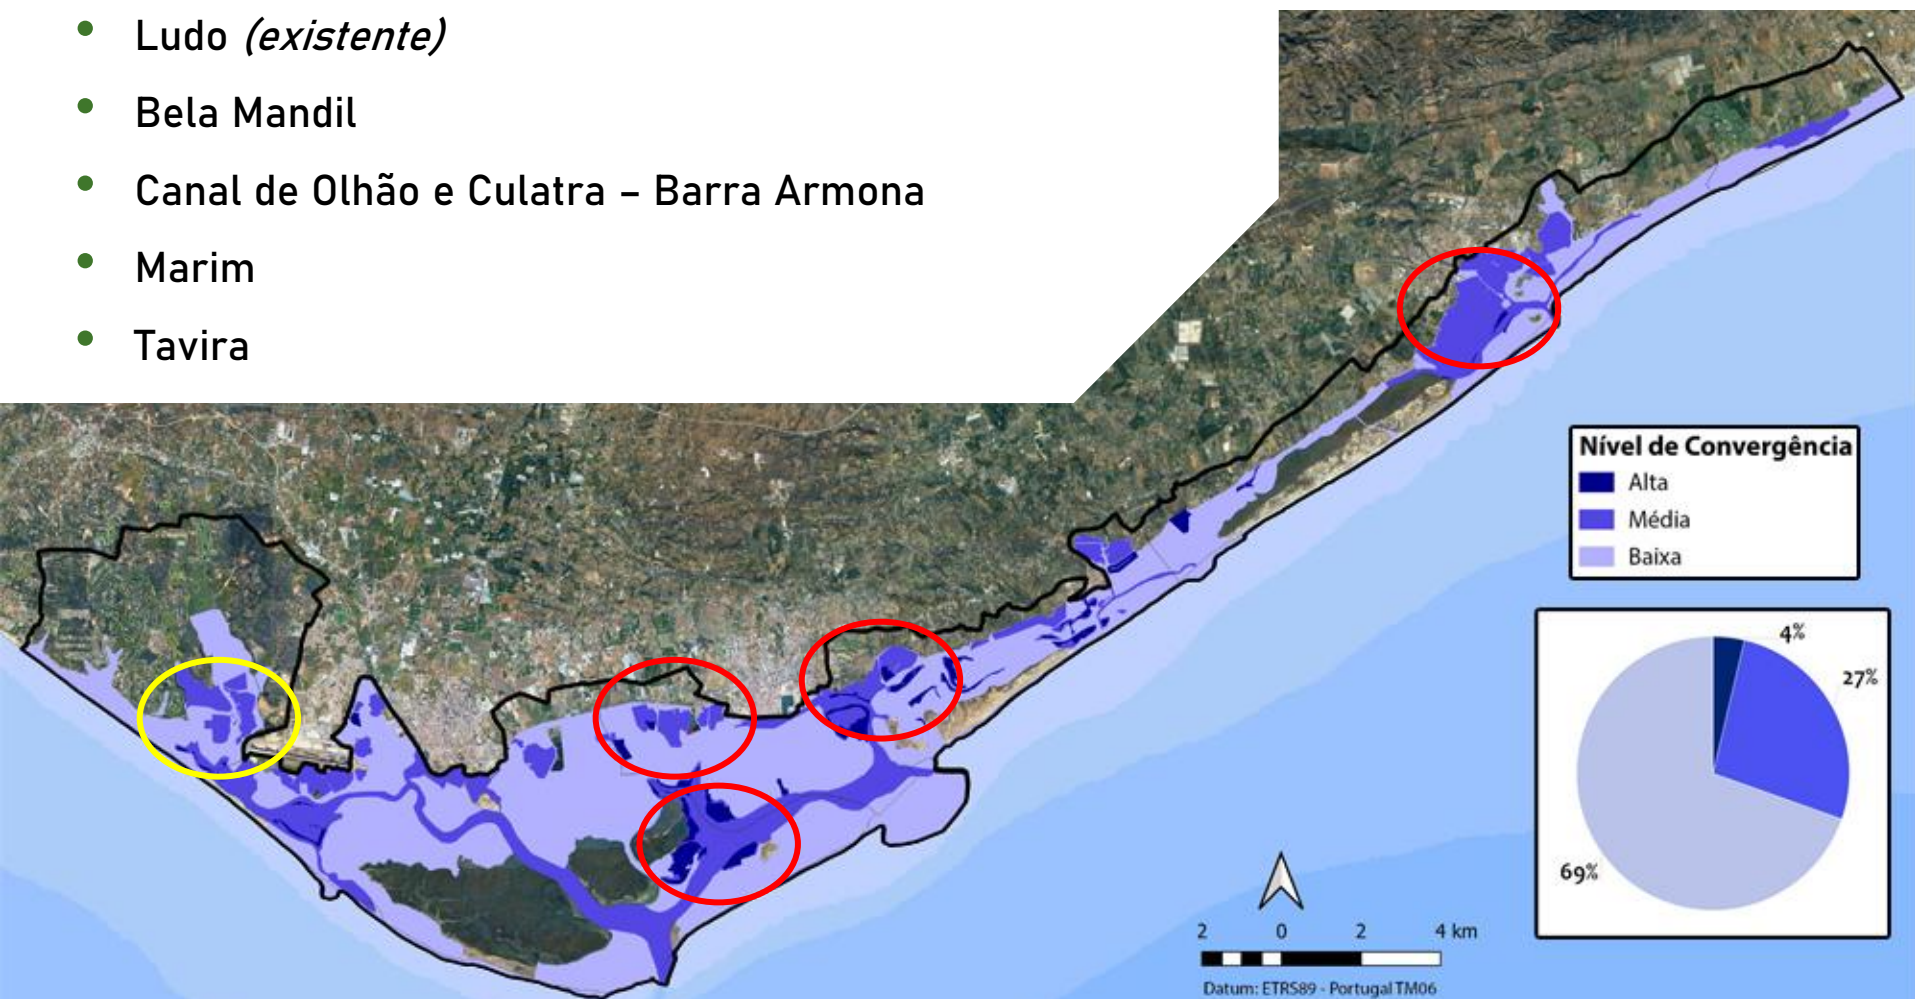 • Ludo (existente)
• Bela Mandil
• Canal de Olhão e Culatra – Barra Armona
• Marim
• Tavira
Nível de Convergência
Alta
Média
Baixa
4%
27%
69%
2 0 2 4 km
Datum: ETRS89 - Portugal TM06